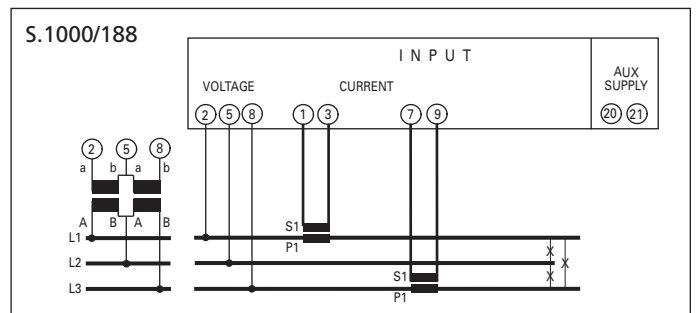 S.1000/188
INPUT
VOLTAGE CURRENT
AUX
SUPPLY
2 5 8 1 3 7 9 20 21
2 5 8
a b a b
A B A B
S1
L1
P1
X
L2
X
S1
X
L3
P1